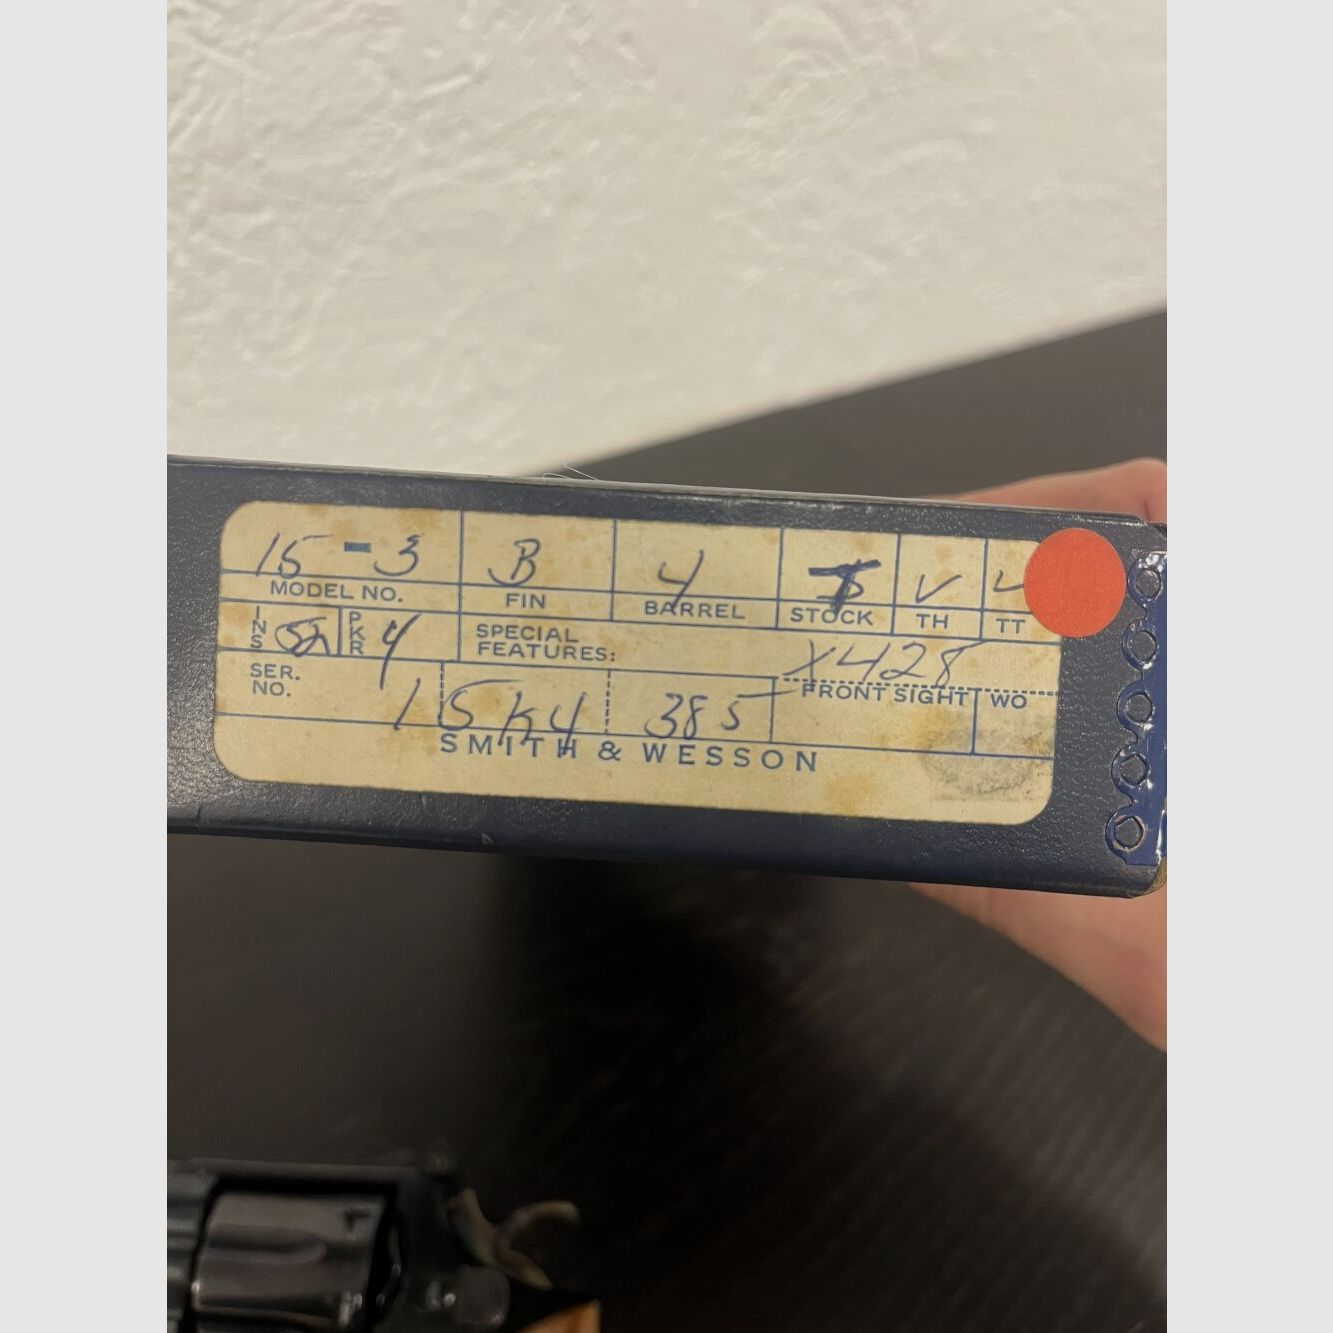 15-3 B 4 V
MODEL NO. FIN BARREL STOCK TH TT
INS PKR 4 SPECIAL FEATURES: X428
SER. NO. 15K4 385 FRONT SIGHT WO
SMITH & WESSON